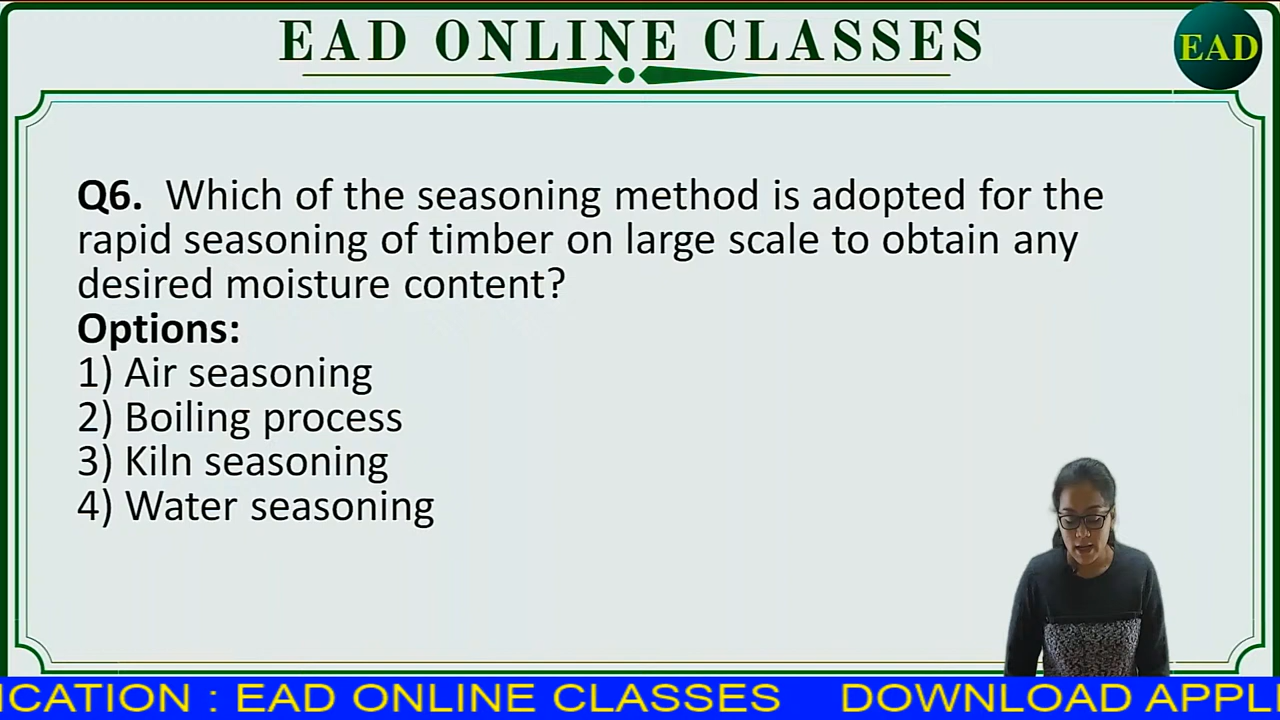 EAD ONLINE CLASSES
EAD
Q6. Which of the seasoning method is adopted for the
rapid seasoning of timber on large scale to obtain any
desired moisture content?
Options:
1) Air seasoning
2) Boiling process
3) Kiln seasoning
4) Water seasoning
ICATION : EAD ONLINE CLASSES DOWNLOAD APPLI